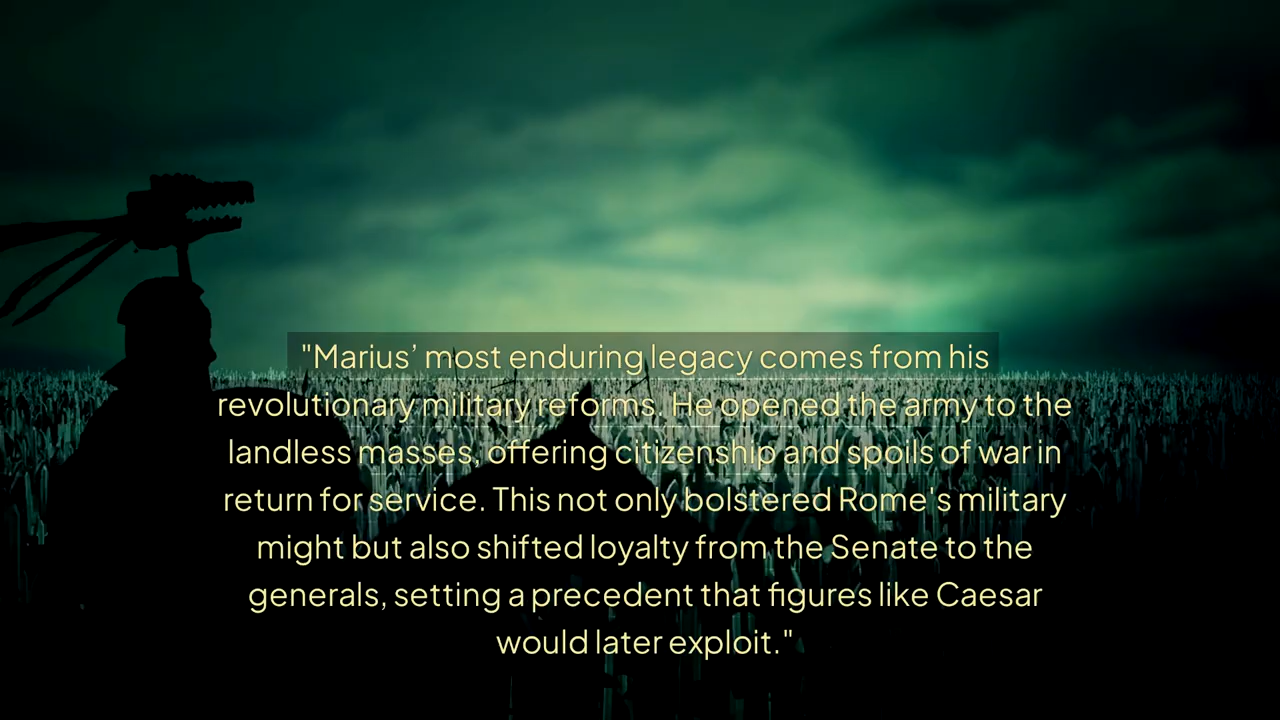 "Marius’ most enduring legacy comes from his
revolutionary military reforms. He opened the army to the
landless masses, offering citizenship and spoils of war in
return for service. This not only bolstered Rome's military
might but also shifted loyalty from the Senate to the
generals, setting a precedent that figures like Caesar
would later exploit."